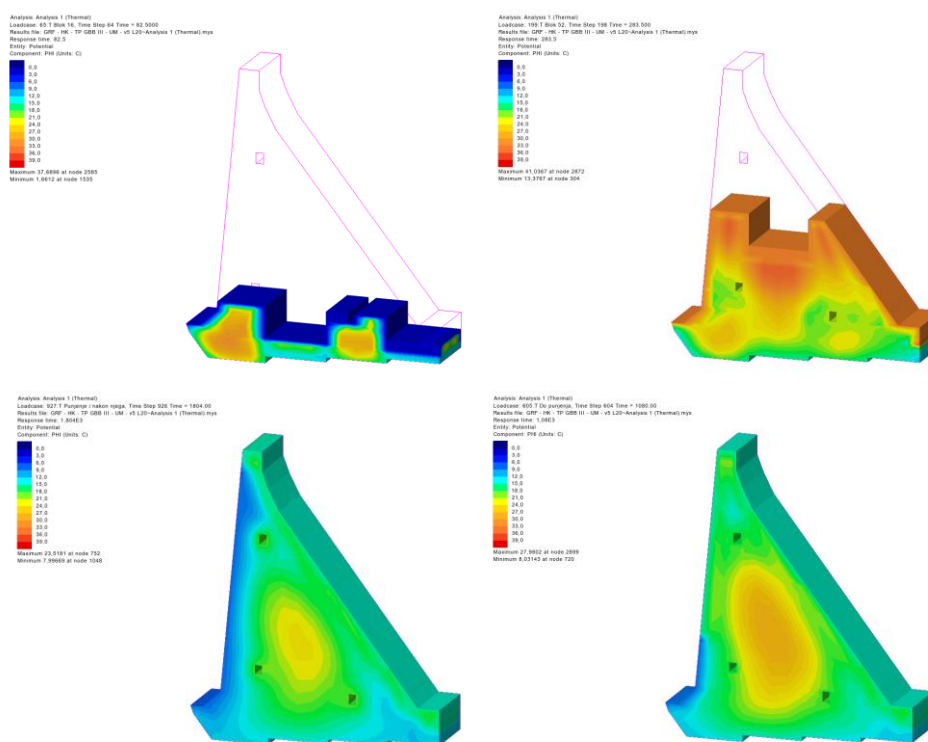 Analysis: Analysis 1 (Thermal)
Loadcase: 65:T Blok 16, Time Step 64 Time = 82.5000
Results file: GRF - HK - TP GBB III - UM - v5 L20~Analysis 1 (Thermal).mys
Response time: 82,5
Entity: Potential
Component: PHI (Units: C)
0,0
3,0
6,0
9,0
12,0
15,0
18,0
21,0
24,0
27,0
30,0
33,0
36,0
39,0
Maximum 37,6896 at node 2585
Minimum 1,6612 at node 1335
Analysis: Analysis 1 (Thermal)
Loadcase: 199:T Blok 52, Time Step 198 Time = 283.500
Results file: GRF - HK - TP GBB III - UM - v5 L20~Analysis 1 (Thermal).mys
Response time: 283,5
Entity: Potential
Component: PHI (Units: C)
0,0
3,0
6,0
9,0
12,0
15,0
18,0
21,0
24,0
27,0
30,0
33,0
36,0
39,0
Maximum 41,0367 at node 2872
Minimum 13,3767 at node 304
Analysis: Analysis 1 (Thermal)
Loadcase: 927:T Punjenje i nakon njega, Time Step 926 Time = 1804.00
Results file: GRF - HK - TP GBB III - UM - v5 L20~Analysis 1 (Thermal).mys
Response time: 1,804E3
Entity: Potential
Component: PHI (Units: C)
0,0
3,0
6,0
9,0
12,0
15,0
18,0
21,0
24,0
27,0
30,0
33,0
36,0
39,0
Maximum 23,5181 at node 752
Minimum 7,99669 at node 1048
Analysis: Analysis 1 (Thermal)
Loadcase: 605:T Do punjenja, Time Step 604 Time = 1080.00
Results file: GRF - HK - TP GBB III - UM - v5 L20~Analysis 1 (Thermal).mys
Response time: 1,08E3
Entity: Potential
Component: PHI (Units: C)
0,0
3,0
6,0
9,0
12,0
15,0
18,0
21,0
24,0
27,0
30,0
33,0
36,0
39,0
Maximum 27,9802 at node 2899
Minimum 8,03143 at node 720